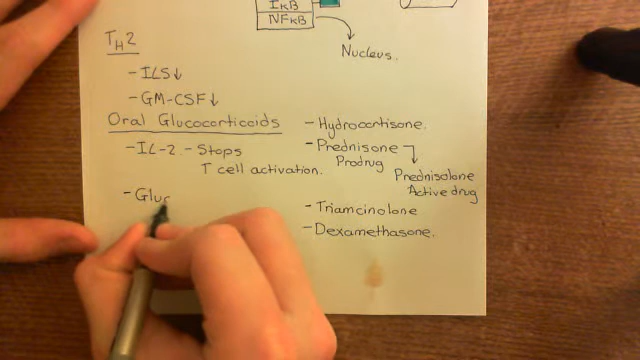 IκB
NFκB
Nucleus.
TH2
- IL5↓
- GM-CSF↓
Oral Glucocorticoids
- IL-2. - Stops
T cell activation.
- Gluc
- Hydrocortisone.
- Prednisone
Prodrug
Prednisolone
Active drug
- Triamcinolone
- Dexamethasone.